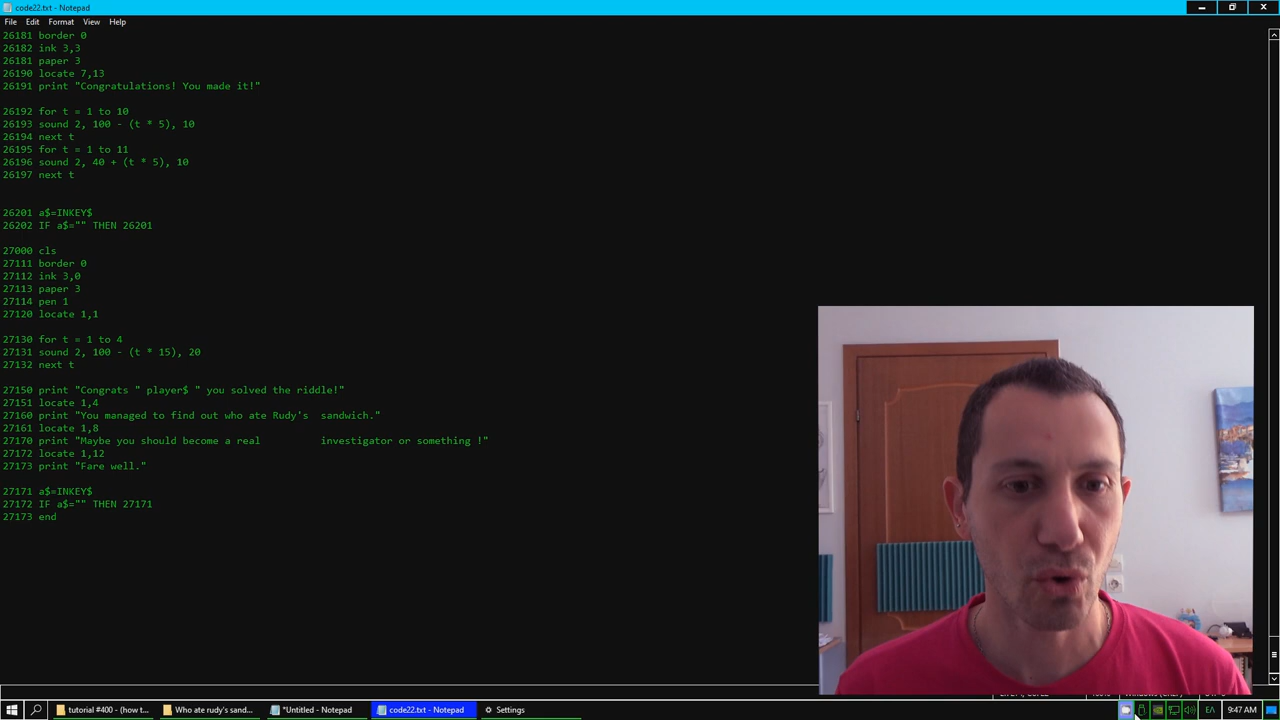 code22.txt - Notepad
File Edit Format View Help
26181 border 0
26182 ink 3,3
26181 paper 3
26190 locate 7,13
26191 print "Congratulations! You made it!"
26192 for t = 1 to 10
26193 sound 2, 100 - (t * 5), 10
26194 next t
26195 for t = 1 to 11
26196 sound 2, 40 + (t * 5), 10
26197 next t
26201 a$=INKEY$
26202 IF a$="" THEN 26201
27000 cls
27111 border 0
27112 ink 3,0
27113 paper 3
27114 pen 1
27120 locate 1,1
27130 for t = 1 to 4
27131 sound 2, 100 - (t * 15), 20
27132 next t
27150 print "Congrats " player$ " you solved the riddle!"
27151 locate 1,4
27160 print "You managed to find out who ate Rudy's  sandwich."
27161 locate 1,8
27170 print "Maybe you should become a real          investigator or something !"
27172 locate 1,12
27173 print "Fare well."
27171 a$=INKEY$
27172 IF a$="" THEN 27171
27173 end
tutorial #400 - (how t... Who ate rudy's sand... *Untitled - Notepad code22.txt - Notepad Settings ΕΛ 9:47 AM